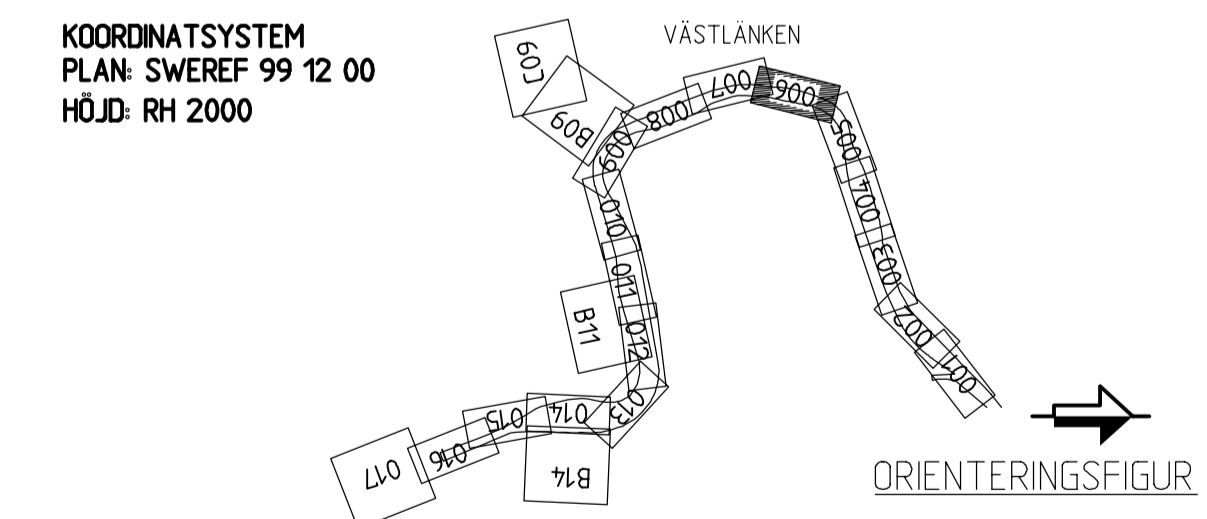 KOORDINATSYSTEM
PLAN: SWEREF 99 12 00
HÖJD: RH 2000
VÄSTLÄNKEN
C09
B09
009
008
007
006
005
004
003
002
001
010
011
B11
012
013
014
B14
015
016
017
ORIENTERINGSFIGUR